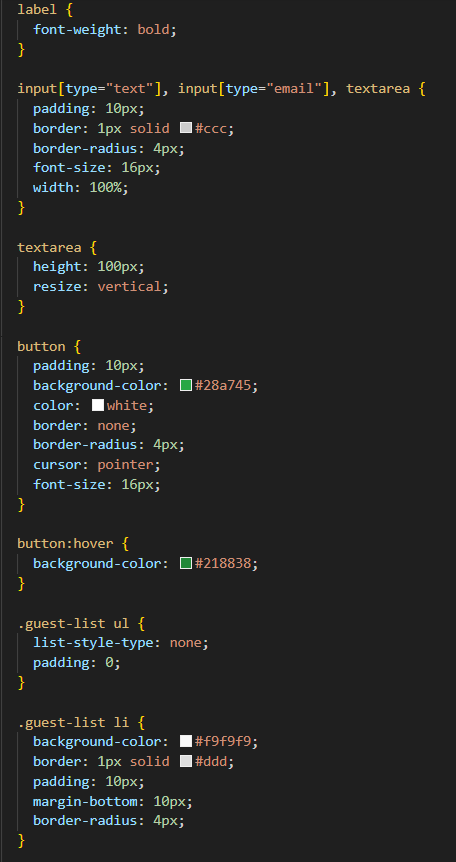 label {
  font-weight: bold;
}

input[type="text"], input[type="email"], textarea {
  padding: 10px;
  border: 1px solid #ccc;
  border-radius: 4px;
  font-size: 16px;
  width: 100%;
}

textarea {
  height: 100px;
  resize: vertical;
}

button {
  padding: 10px;
  background-color: #28a745;
  color: white;
  border: none;
  border-radius: 4px;
  cursor: pointer;
  font-size: 16px;
}

button:hover {
  background-color: #218838;
}

.guest-list ul {
  list-style-type: none;
  padding: 0;
}

.guest-list li {
  background-color: #f9f9f9;
  border: 1px solid #ddd;
  padding: 10px;
  margin-bottom: 10px;
  border-radius: 4px;
}